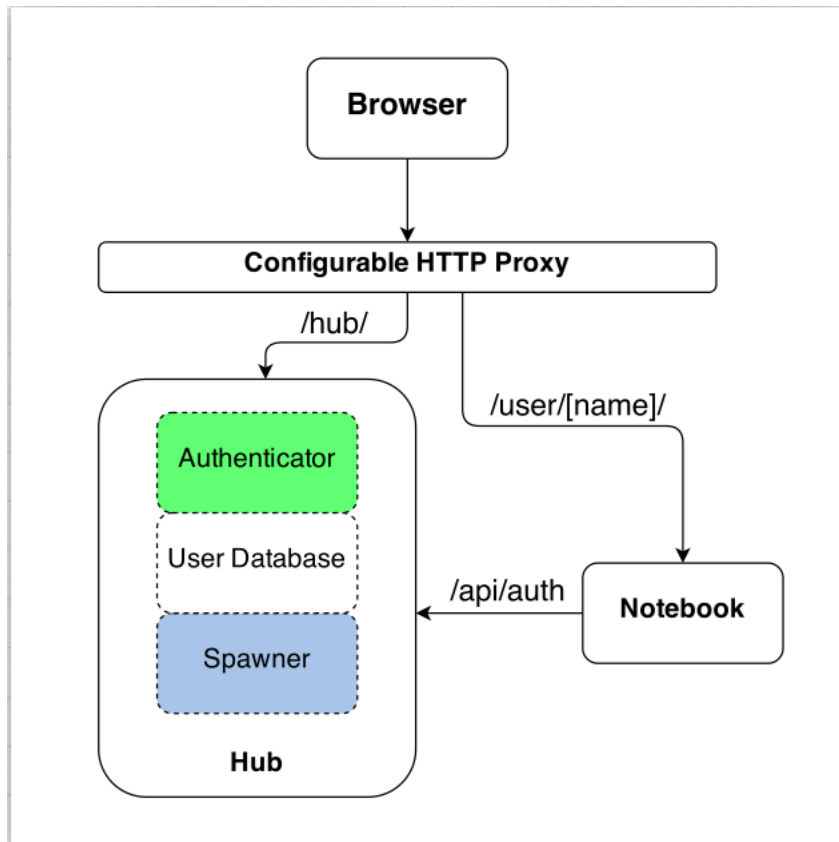 Browser
Configurable HTTP Proxy
/hub/
/user/[name]/
Authenticator
User Database
/api/auth
Notebook
Spawner
Hub